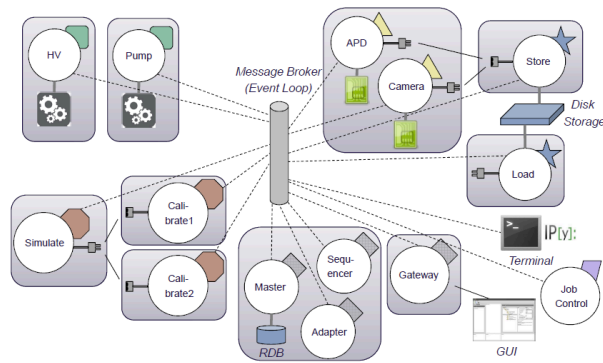 HV
Pump
Message Broker
(Event Loop)
APD
Camera
Store
Disk
Storage
Load
Simulate
Cali-
brate1
Cali-
brate2
Master
RDB
Sequ-
encer
Adapter
Gateway
>_
IP[y]:
Terminal
GUI
Job
Control